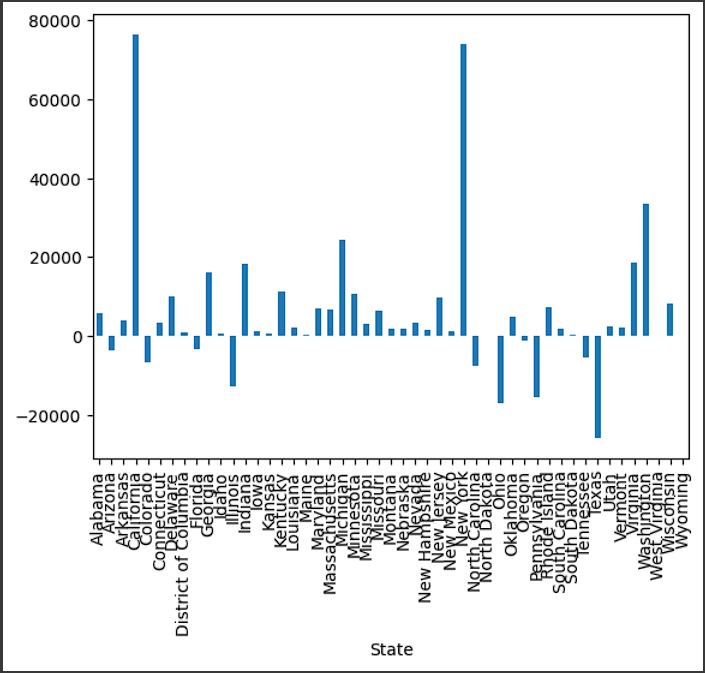 80000
60000
40000
20000
0
−20000
Alabama
Arizona
Arkansas
California
Colorado
Connecticut
Delaware
District of Columbia
Florida
Georgia
Idaho
Illinois
Indiana
Iowa
Kansas
Kentucky
Louisiana
Maine
Maryland
Massachusetts
Michigan
Minnesota
Mississippi
Missouri
Montana
Nebraska
Nevada
New Hampshire
New Jersey
New Mexico
New York
North Carolina
North Dakota
Ohio
Oklahoma
Oregon
Pennsylvania
Rhode Island
South Carolina
South Dakota
Tennessee
Texas
Utah
Vermont
Virginia
Washington
West Virginia
Wisconsin
Wyoming
State